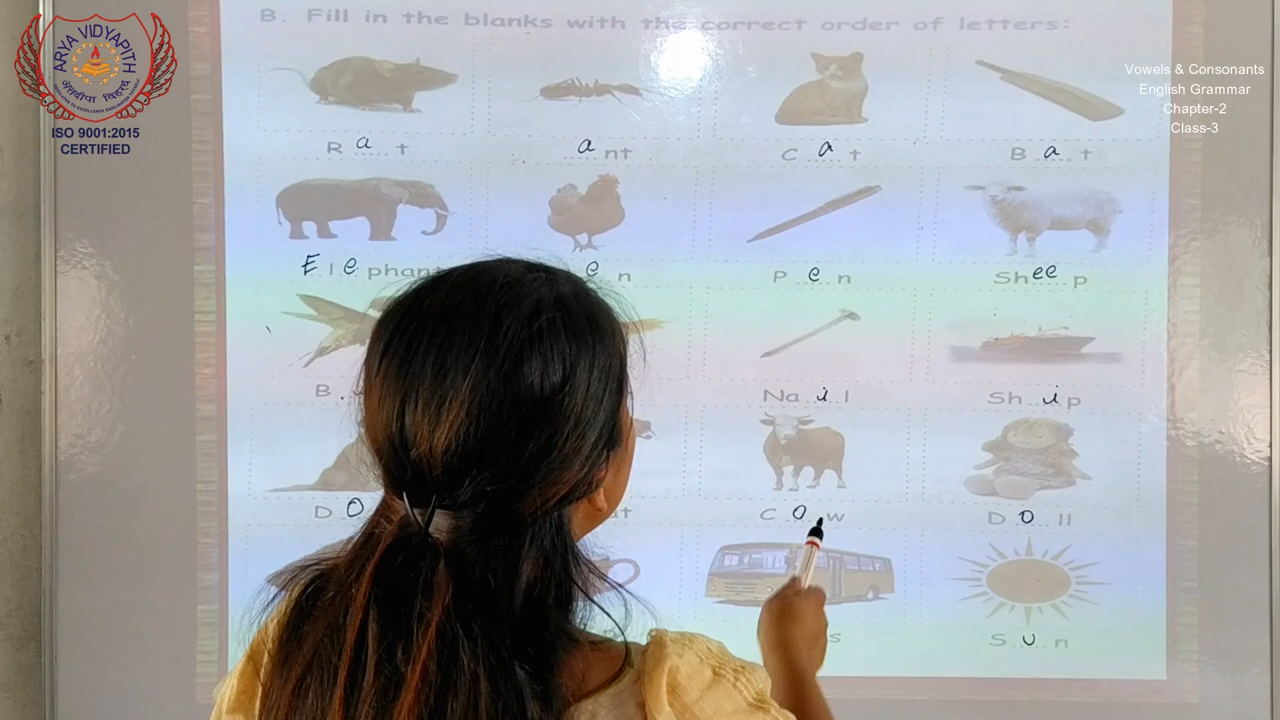 B. Fill in the blanks with the correct order of letters:
ARYA VIDYAPITH
ISO 9001:2015
CERTIFIED
Vowels & Consonants
English Grammar
Chapter-2
Class-3
R a t
a nt
C a t
B a t
E l e phant
e n
P e n
Sh ee p
B
Na i l
Sh i p
D O
at
C O w
D o ll
s
S u n